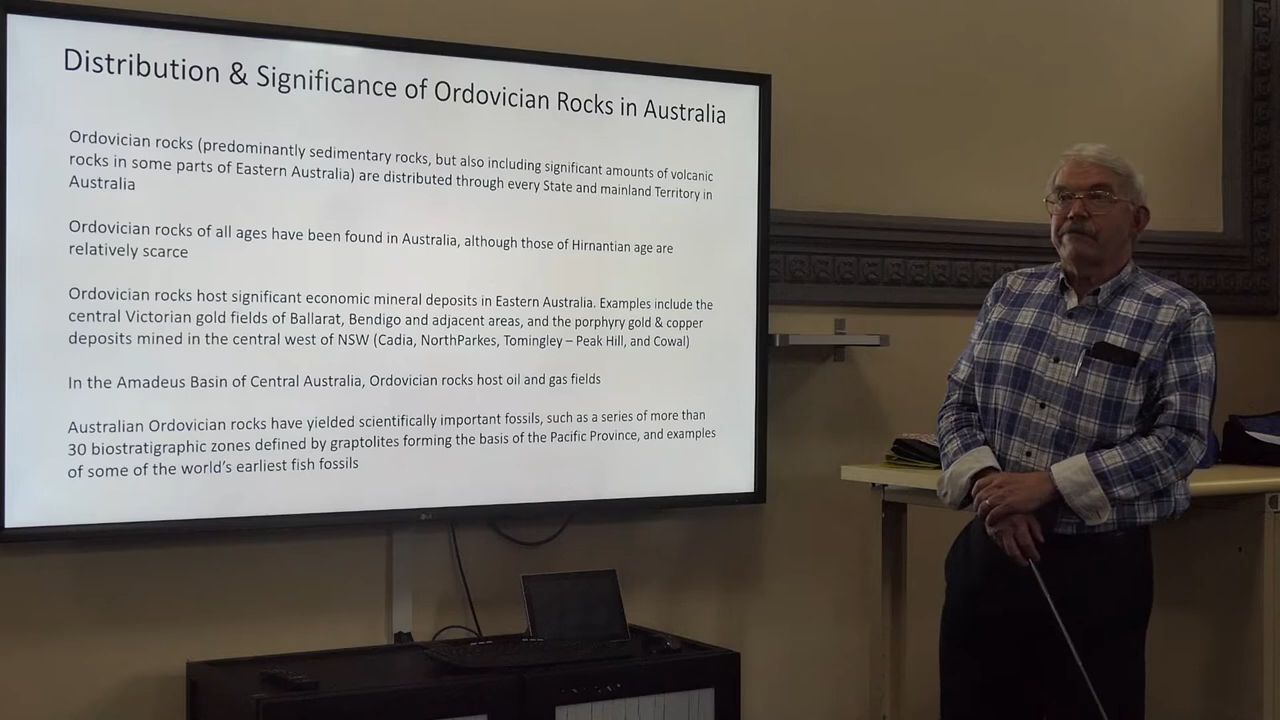 Distribution & Significance of Ordovician Rocks in Australia
Ordovician rocks (predominantly sedimentary rocks, but also including significant amounts of volcanic
rocks in some parts of Eastern Australia) are distributed through every State and mainland Territory in
Australia
Ordovician rocks of all ages have been found in Australia, although those of Hirnantian age are
relatively scarce
Ordovician rocks host significant economic mineral deposits in Eastern Australia. Examples include the
central Victorian gold fields of Ballarat, Bendigo and adjacent areas, and the porphyry gold & copper
deposits mined in the central west of NSW (Cadia, NorthParkes, Tomingley – Peak Hill, and Cowal)
In the Amadeus Basin of Central Australia, Ordovician rocks host oil and gas fields
Australian Ordovician rocks have yielded scientifically important fossils, such as a series of more than
30 biostratigraphic zones defined by graptolites forming the basis of the Pacific Province, and examples
of some of the world's earliest fish fossils
LG